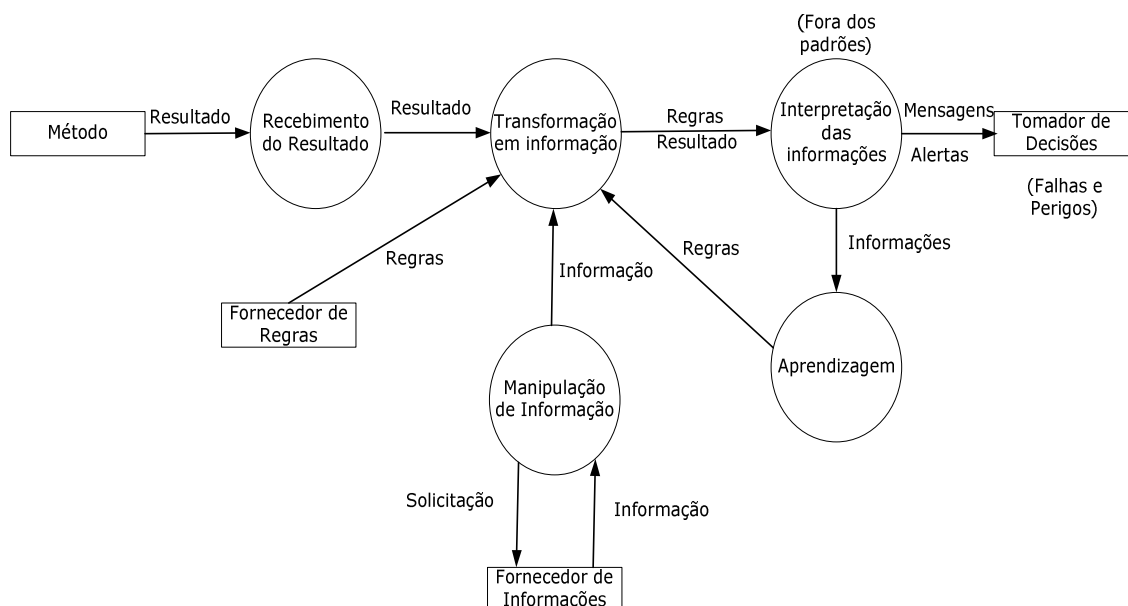 (Fora dos
padrões)
Método
Resultado
Recebimento
do Resultado
Resultado
Transformação
em informação
Regras
Resultado
Interpretação
das
informações
Mensagens
Alertas
Tomador de
Decisões
(Falhas e
Perigos)
Regras
Informação
Regras
Informações
Fornecedor de
Regras
Manipulação
de Informação
Aprendizagem
Solicitação
Informação
Fornecedor de
Informações